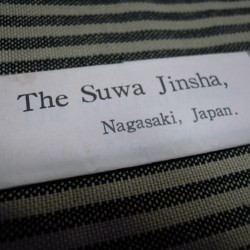 The Suwa Jinsha,
Nagasaki, Japan.